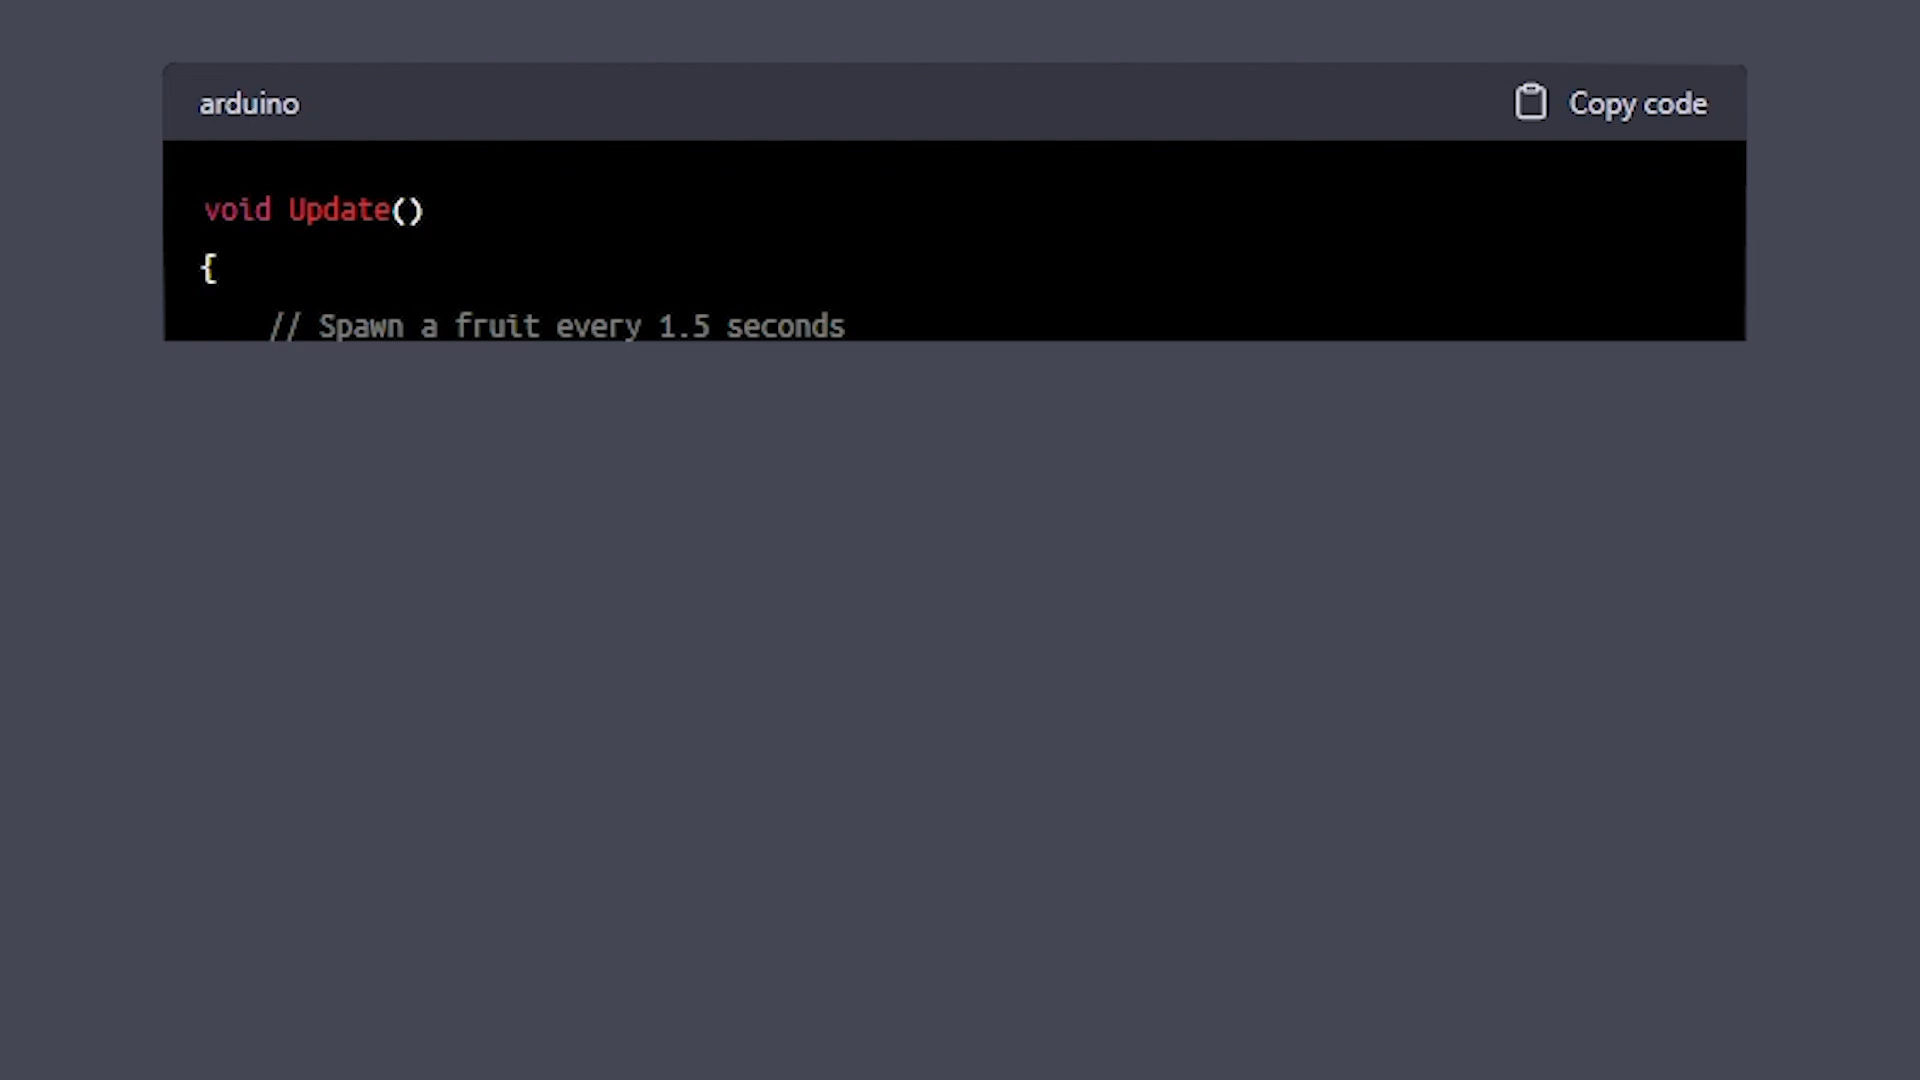 arduino
Copy code
void Update()
{
// Spawn a fruit every 1.5 seconds